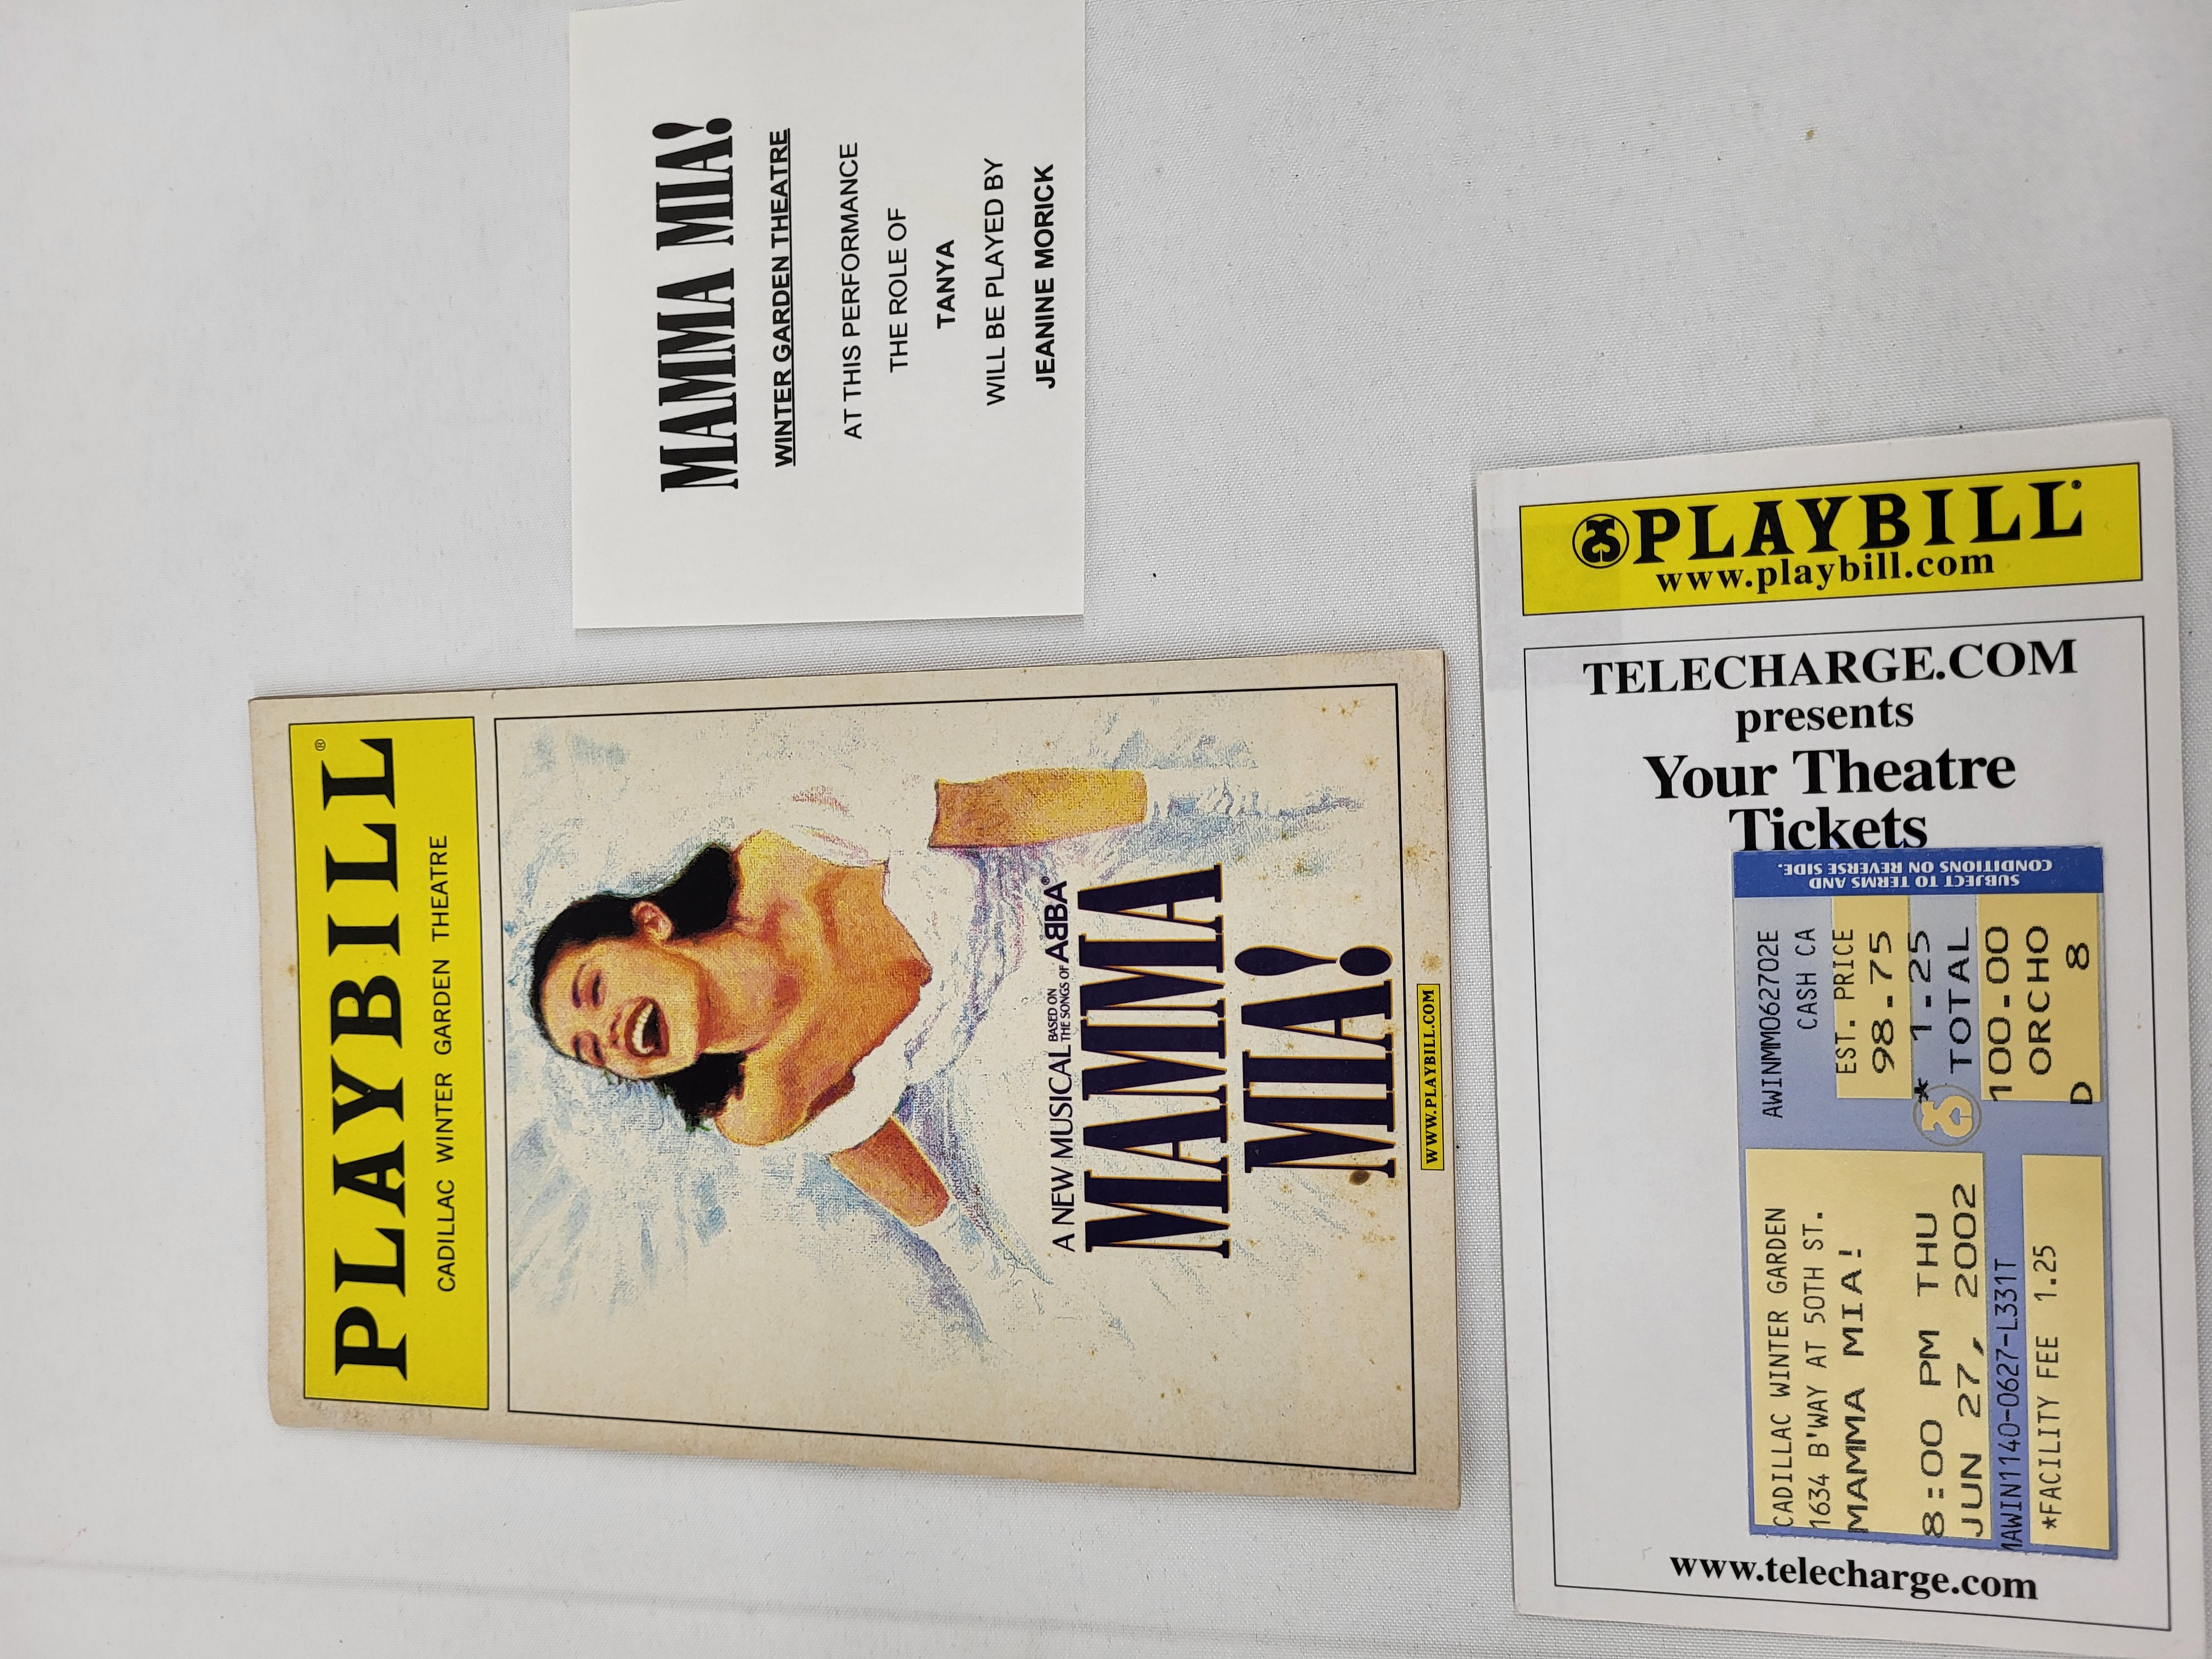 PLAYBILL®
CADILLAC WINTER GARDEN THEATRE
A NEW MUSICAL BASED ON THE SONGS OF ABBA®
MAMMA
MIA!
WWW.PLAYBILL.COM
MAMMA MIA!
WINTER GARDEN THEATRE
AT THIS PERFORMANCE
THE ROLE OF
TANYA
WILL BE PLAYED BY
JEANINE MORICK
PLAYBILL®
www.playbill.com
TELECHARGE.COM
presents
Your Theatre
Tickets
CADILLAC WINTER GARDEN
1634 B'WAY AT 50TH ST.
MAMMA MIA!
8:00 PM THU
JUN 27, 2002
AWIN1140-0627-L331T
*FACILITY FEE 1.25
AWINMM0627O2E
CASH CA
EST. PRICE
98.75
* 1.25
TOTAL
100.00
ORCHO
D 8
SUBJECT TO TERMS AND
CONDITIONS ON REVERSE SIDE.
www.telecharge.com